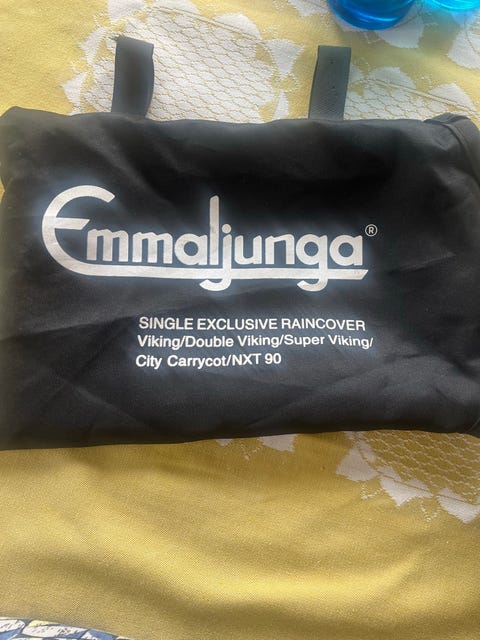 Emmaljunga®
SINGLE EXCLUSIVE RAINCOVER
Viking/Double Viking/Super Viking/
City Carrycot/NXT 90